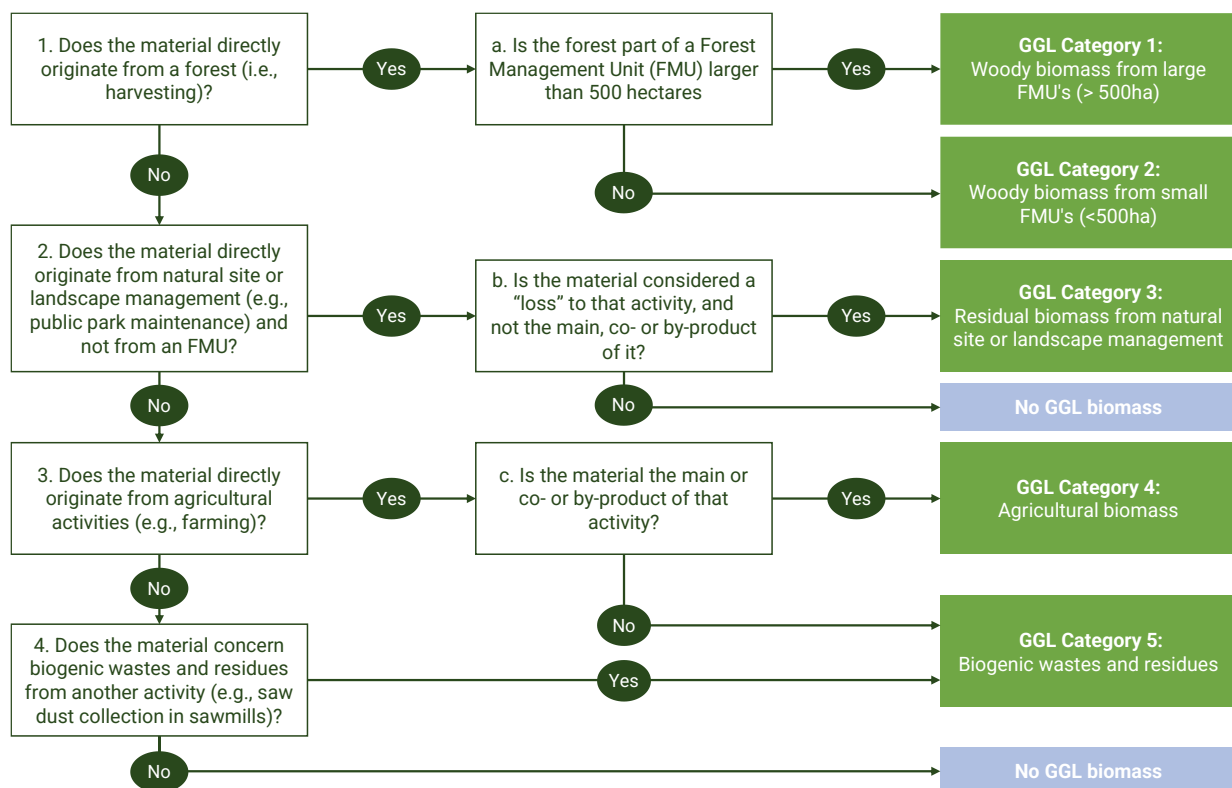 1. Does the material directly
originate from a forest (i.e.,
harvesting)?
Yes
a. Is the forest part of a Forest
Management Unit (FMU) larger
than 500 hectares
Yes
GGL Category 1:
Woody biomass from large
FMU's (> 500ha)
No
No
GGL Category 2:
Woody biomass from small
FMU's (<500ha)
2. Does the material directly
originate from natural site or
landscape management (e.g.,
public park maintenance) and
not from an FMU?
Yes
b. Is the material considered a
“loss” to that activity, and
not the main, co- or by-product
of it?
Yes
GGL Category 3:
Residual biomass from natural
site or landscape management
No
No
No GGL biomass
3. Does the material directly
originate from agricultural
activities (e.g., farming)?
Yes
c. Is the material the main or
co- or by-product of that
activity?
Yes
GGL Category 4:
Agricultural biomass
No
No
4. Does the material concern
biogenic wastes and residues
from another activity (e.g., saw
dust collection in sawmills)?
Yes
GGL Category 5:
Biogenic wastes and residues
No
No GGL biomass